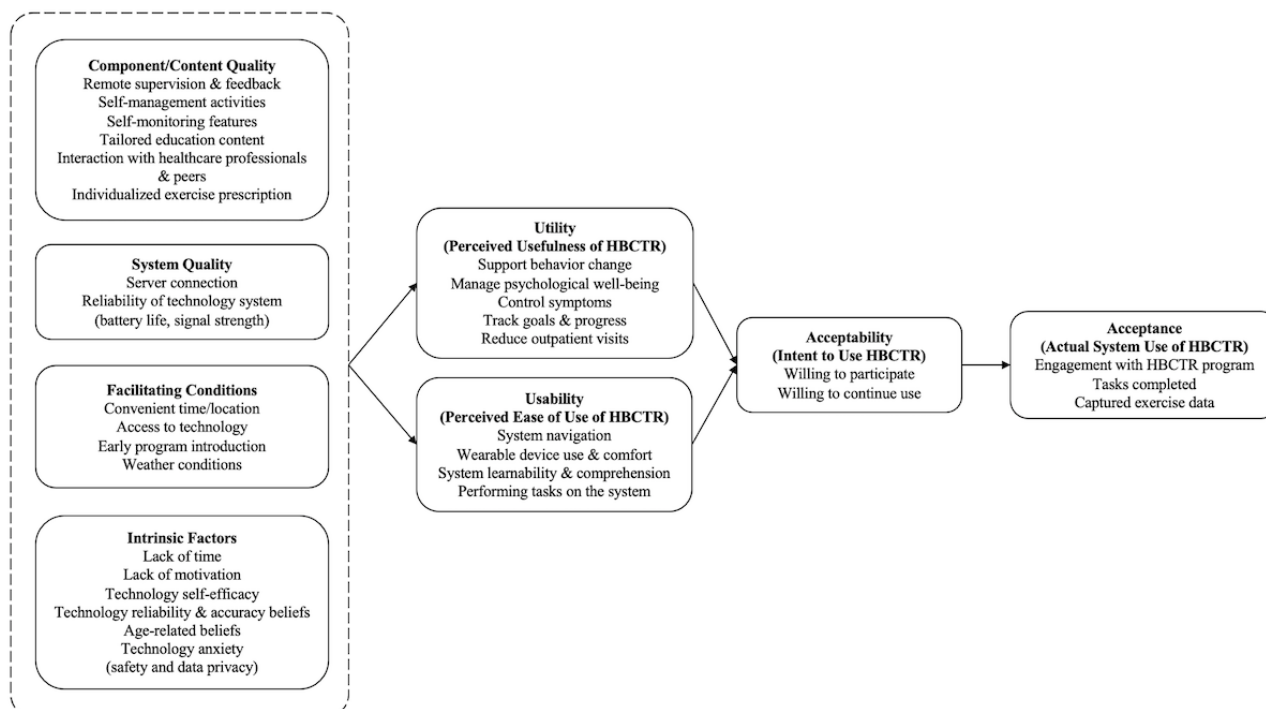 Component/Content Quality
Remote supervision & feedback
Self-management activities
Self-monitoring features
Tailored education content
Interaction with healthcare professionals
& peers
Individualized exercise prescription
System Quality
Server connection
Reliability of technology system
(battery life, signal strength)
Facilitating Conditions
Convenient time/location
Access to technology
Early program introduction
Weather conditions
Intrinsic Factors
Lack of time
Lack of motivation
Technology self-efficacy
Technology reliability & accuracy beliefs
Age-related beliefs
Technology anxiety
(safety and data privacy)
Utility
(Perceived Usefulness of HBCTR)
Support behavior change
Manage psychological well-being
Control symptoms
Track goals & progress
Reduce outpatient visits
Usability
(Perceived Ease of Use of HBCTR)
System navigation
Wearable device use & comfort
System learnability & comprehension
Performing tasks on the system
Acceptability
(Intent to Use HBCTR)
Willing to participate
Willing to continue use
Acceptance
(Actual System Use of HBCTR)
Engagement with HBCTR program
Tasks completed
Captured exercise data